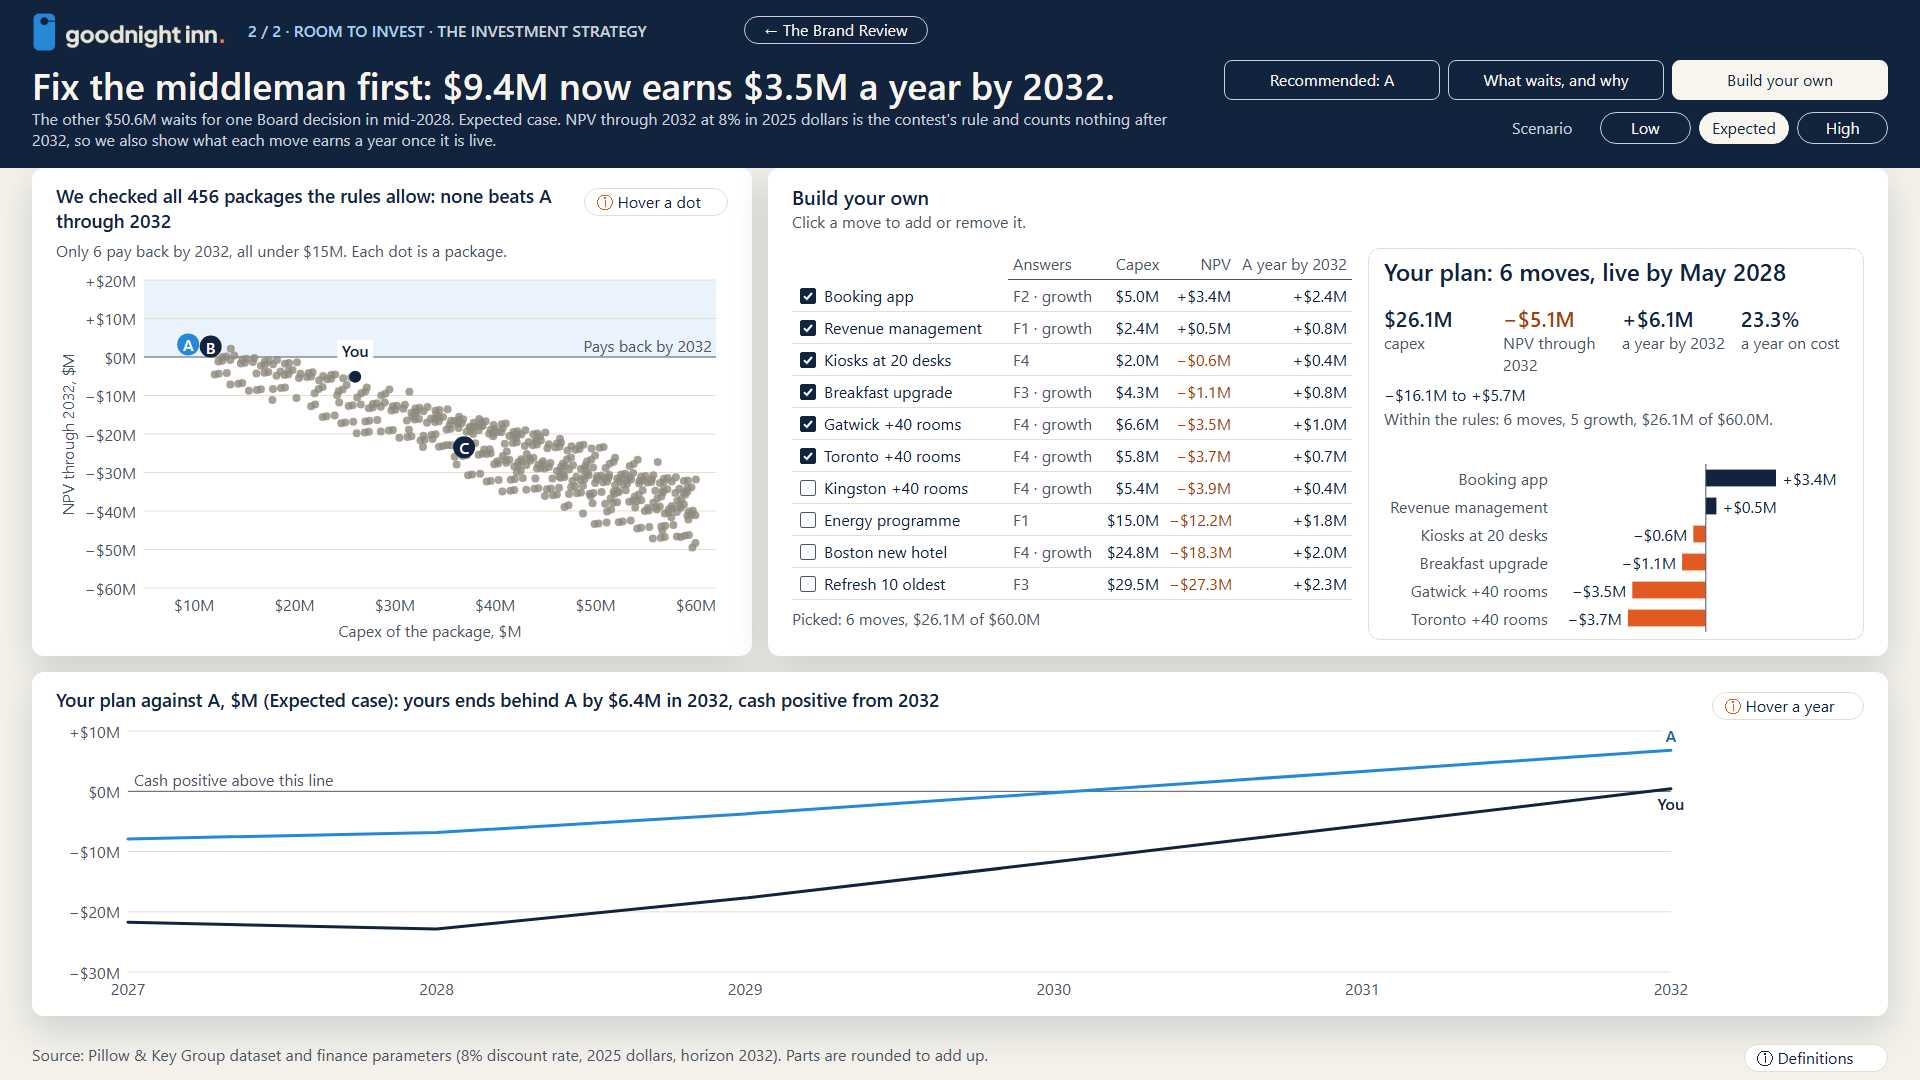 goodnight inn.
2 / 2 · ROOM TO INVEST · THE INVESTMENT STRATEGY
← The Brand Review
Fix the middleman first: $9.4M now earns $3.5M a year by 2032.
The other $50.6M waits for one Board decision in mid-2028. Expected case. NPV through 2032 at 8% in 2025 dollars is the contest's rule and counts nothing after
2032, so we also show what each move earns a year once it is live.
Recommended: A
What waits, and why
Build your own
Scenario
Low
Expected
High
We checked all 456 packages the rules allow: none beats A
through 2032
Hover a dot
Only 6 pay back by 2032, all under $15M. Each dot is a package.
+$20M
+$10M
$0M
−$10M
−$20M
−$30M
−$40M
−$50M
−$60M
NPV through 2032, $M
A
B
C
You
Pays back by 2032
$10M
$20M
$30M
$40M
$50M
$60M
Capex of the package, $M
Build your own
Click a move to add or remove it.
Answers Capex NPV A year by 2032
Booking app F2 · growth $5.0M +$3.4M +$2.4M
Revenue management F1 · growth $2.4M +$0.5M +$0.8M
Kiosks at 20 desks F4 $2.0M −$0.6M +$0.4M
Breakfast upgrade F3 · growth $4.3M −$1.1M +$0.8M
Gatwick +40 rooms F4 · growth $6.6M −$3.5M +$1.0M
Toronto +40 rooms F4 · growth $5.8M −$3.7M +$0.7M
Kingston +40 rooms F4 · growth $5.4M −$3.9M +$0.4M
Energy programme F1 $15.0M −$12.2M +$1.8M
Boston new hotel F4 · growth $24.8M −$18.3M +$2.0M
Refresh 10 oldest F3 $29.5M −$27.3M +$2.3M
Picked: 6 moves, $26.1M of $60.0M
Your plan: 6 moves, live by May 2028
$26.1M −$5.1M +$6.1M 23.3%
capex NPV through a year by 2032 a year on cost
2032
−$16.1M to +$5.7M
Within the rules: 6 moves, 5 growth, $26.1M of $60.0M.
Booking app +$3.4M
Revenue management +$0.5M
Kiosks at 20 desks −$0.6M
Breakfast upgrade −$1.1M
Gatwick +40 rooms −$3.5M
Toronto +40 rooms −$3.7M
Your plan against A, $M (Expected case): yours ends behind A by $6.4M in 2032, cash positive from 2032
Hover a year
+$10M
$0M
−$10M
−$20M
−$30M
Cash positive above this line
A
You
2027
2028
2029
2030
2031
2032
Source: Pillow & Key Group dataset and finance parameters (8% discount rate, 2025 dollars, horizon 2032). Parts are rounded to add up.
Definitions